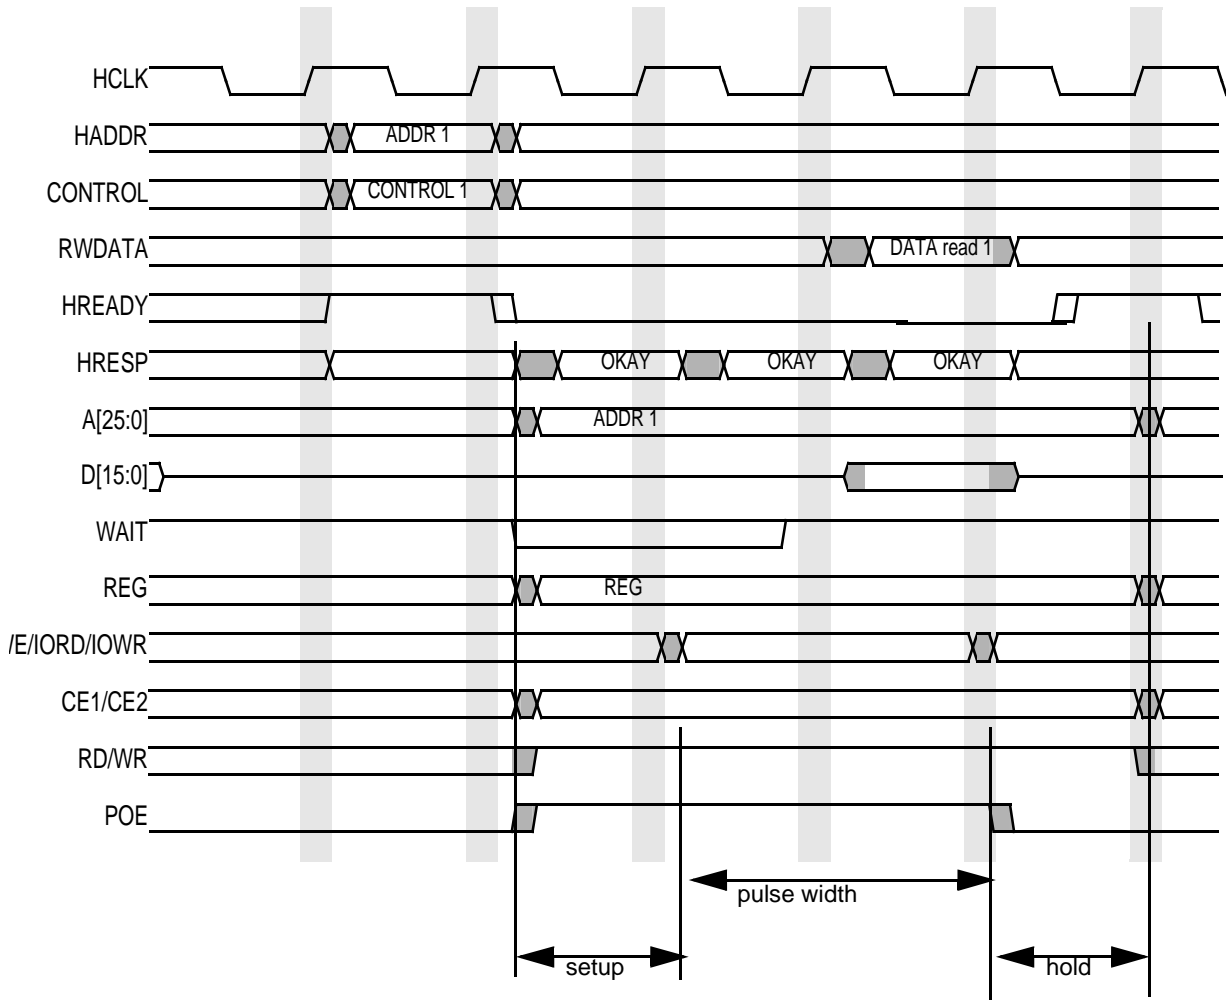 HCLK
HADDR ADDR 1
CONTROL CONTROL 1
RWDATA DATA read 1
HREADY
HRESP OKAY OKAY OKAY
A[25:0] ADDR 1
D[15:0]
WAIT
REG REG
/E/IORD/IOWR
CE1/CE2
RD/WR
POE
pulse width
setup hold